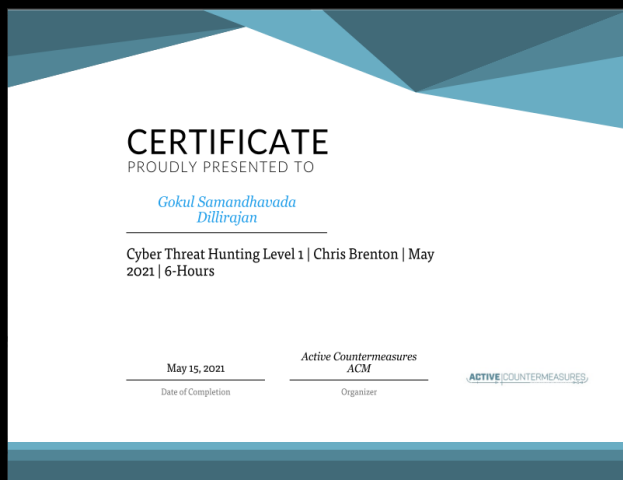 CERTIFICATE
PROUDLY PRESENTED TO
Gokul Samandhavada
Dillirajan
Cyber Threat Hunting Level 1 | Chris Brenton | May
2021 | 6-Hours
May 15, 2021
Date of Completion
Active Countermeasures
ACM
Organizer
ACTIVE COUNTERMEASURES